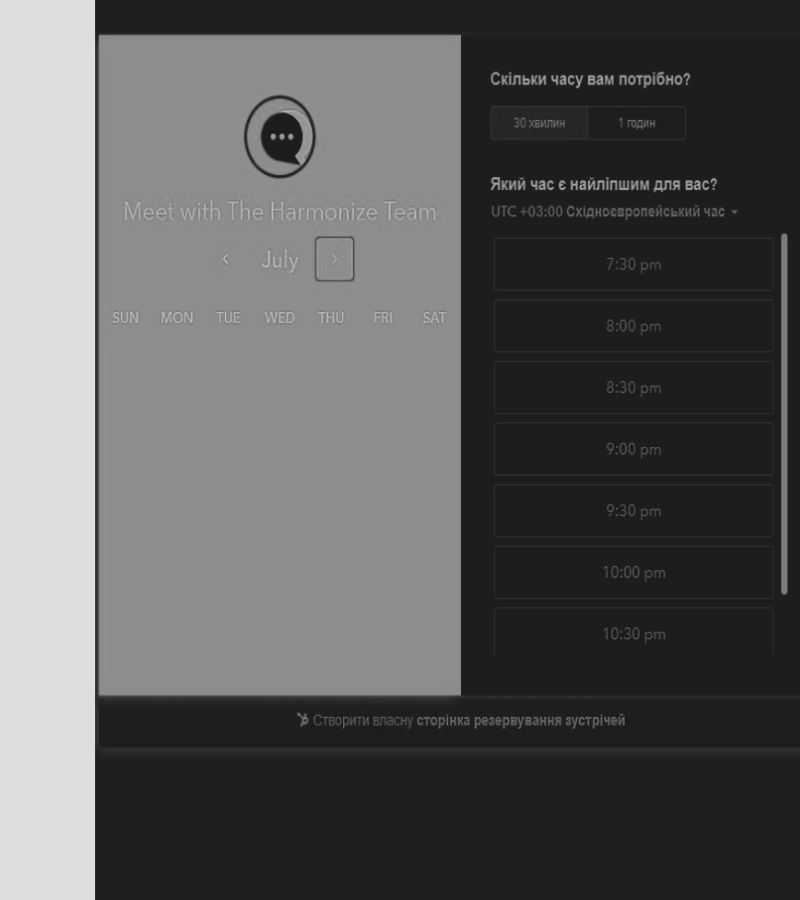 Meet with The Harmonize Team
July
SUN MON TUE WED THU FRI SAT
Скільки часу вам потрібно?
30 хвилин 1 годин
Який час є найліпшим для вас?
UTC +03:00 Східноєвропейський час
7:30 pm
8:00 pm
8:30 pm
9:00 pm
9:30 pm
10:00 pm
10:30 pm
Створити власну сторінка резервування зустрічей